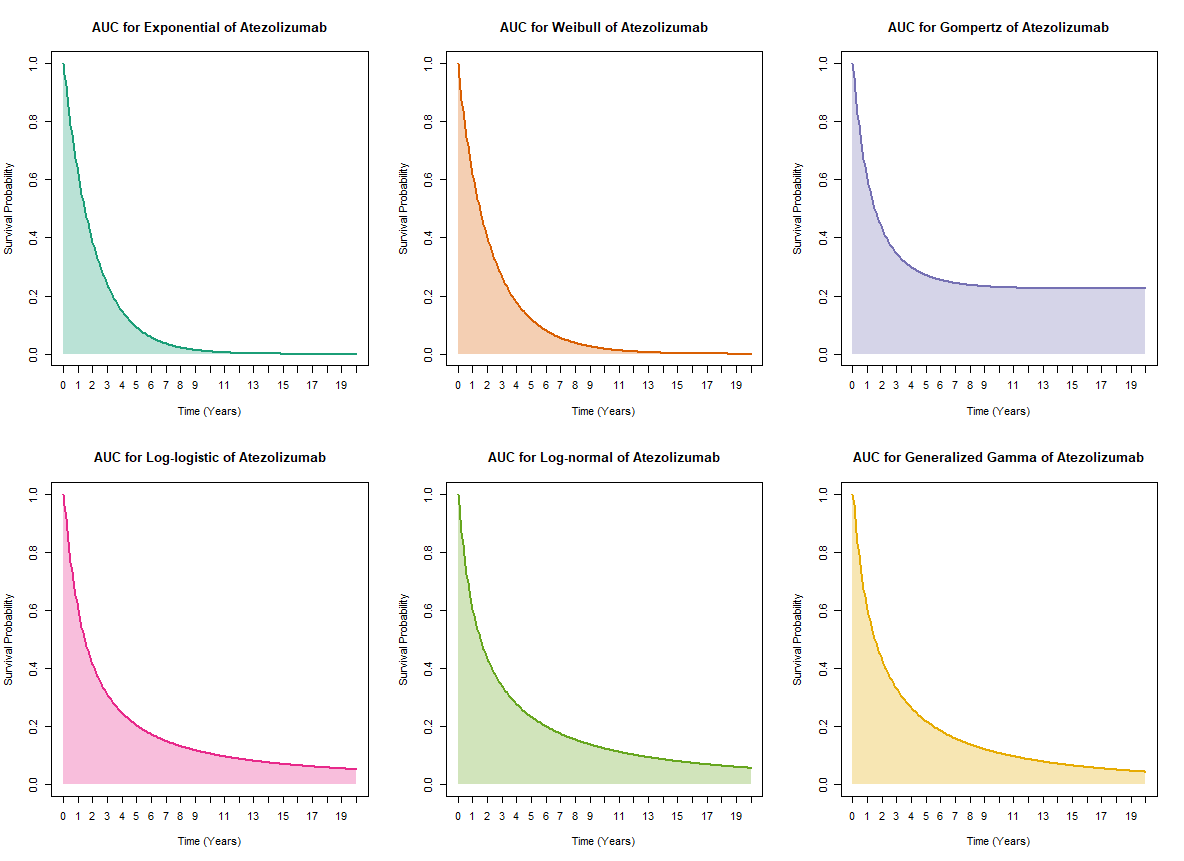 AUC for Exponential of Atezolizumab
AUC for Weibull of Atezolizumab
AUC for Gompertz of Atezolizumab
Survival Probability
1.0
0.8
0.6
0.4
0.2
0.0
0 1 2 3 4 5 6 7 8 9 11 13 15 17 19
Time (Years)
Survival Probability
1.0
0.8
0.6
0.4
0.2
0.0
0 1 2 3 4 5 6 7 8 9 11 13 15 17 19
Time (Years)
Survival Probability
1.0
0.8
0.6
0.4
0.2
0.0
0 1 2 3 4 5 6 7 8 9 11 13 15 17 19
Time (Years)
AUC for Log-logistic of Atezolizumab
AUC for Log-normal of Atezolizumab
AUC for Generalized Gamma of Atezolizumab
Survival Probability
1.0
0.8
0.6
0.4
0.2
0.0
0 1 2 3 4 5 6 7 8 9 11 13 15 17 19
Time (Years)
Survival Probability
1.0
0.8
0.6
0.4
0.2
0.0
0 1 2 3 4 5 6 7 8 9 11 13 15 17 19
Time (Years)
Survival Probability
1.0
0.8
0.6
0.4
0.2
0.0
0 1 2 3 4 5 6 7 8 9 11 13 15 17 19
Time (Years)